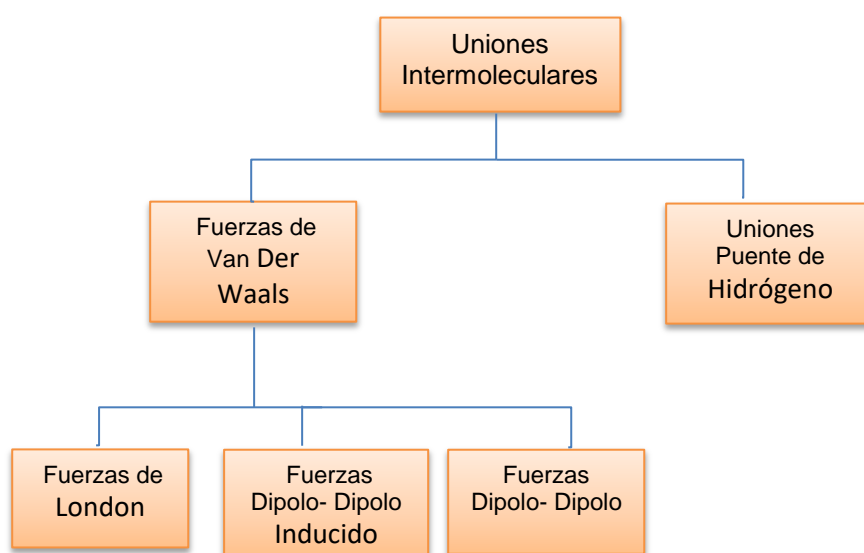 Uniones
Intermoleculares
Fuerzas de
Van Der
Waals
Uniones
Puente de
Hidrógeno
Fuerzas de
London
Fuerzas
Dipolo- Dipolo
Inducido
Fuerzas
Dipolo- Dipolo